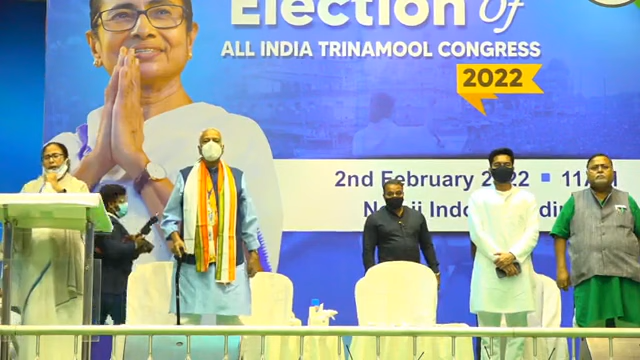 Election of
ALL INDIA TRINAMOOL CONGRESS
2022
2nd February 2022